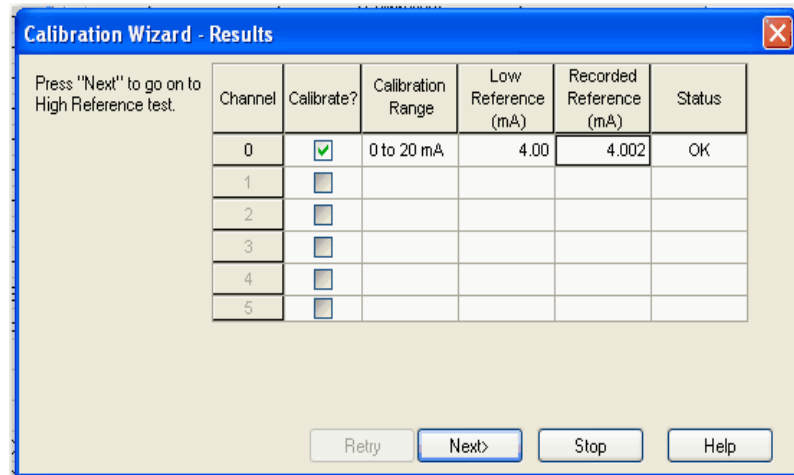 Calibration Wizard - Results
Press "Next" to go on to
High Reference test.
Channel Calibrate? Calibration Range Low Reference (mA) Recorded Reference (mA) Status
0 0 to 20 mA 4.00 4.002 OK
1
2
3
4
5
Retry Next> Stop Help